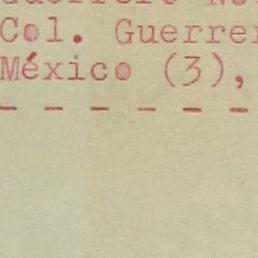 Col. Guerrer
México (3),